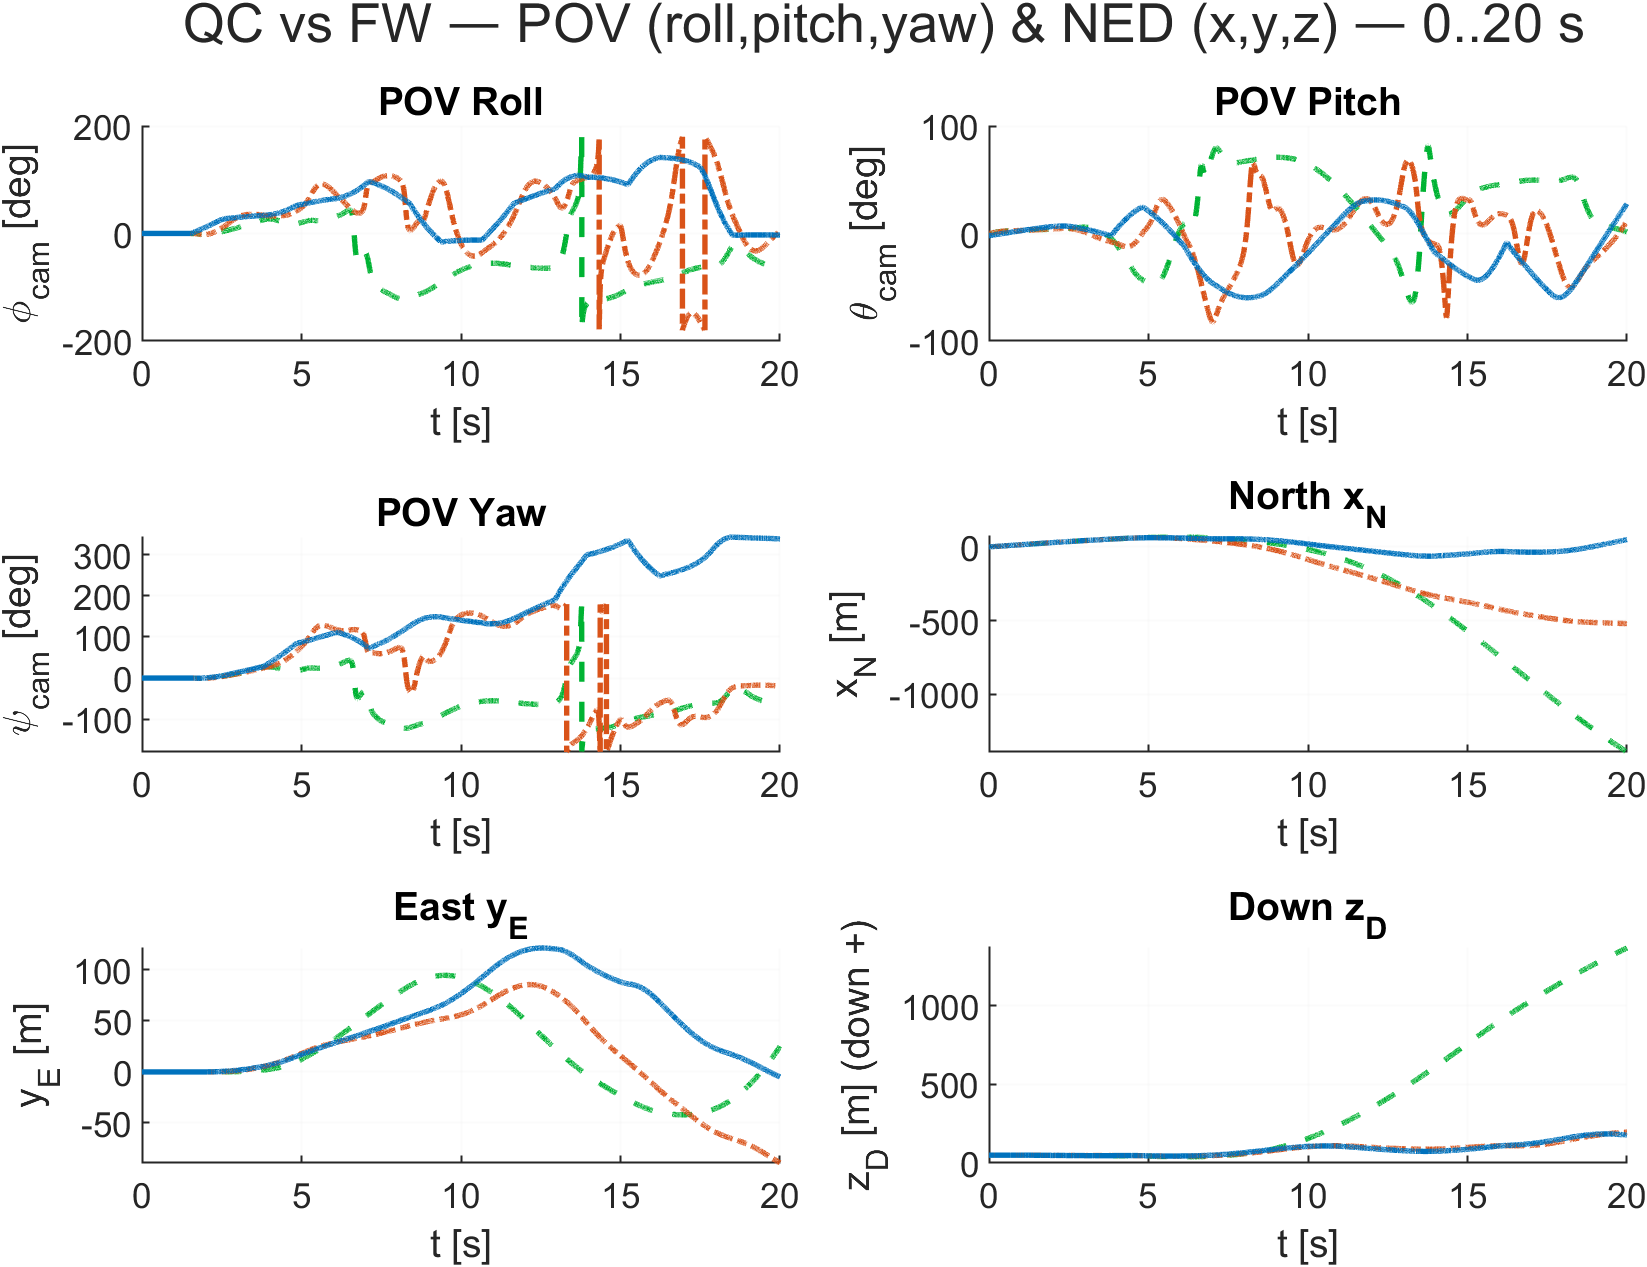 QC vs FW — POV (roll,pitch,yaw) & NED (x,y,z) — 0..20 s
POV Roll
200
0
-200
ϕcam [deg]
0 5 10 15 20
t [s]
POV Pitch
100
0
-100
θcam [deg]
0 5 10 15 20
t [s]
POV Yaw
300
200
100
0
-100
ψcam [deg]
0 5 10 15 20
t [s]
North xN
0
-500
-1000
xN [m]
0 5 10 15 20
t [s]
East yE
100
50
0
-50
yE [m]
0 5 10 15 20
t [s]
Down zD
1000
500
0
zD [m] (down +)
0 5 10 15 20
t [s]